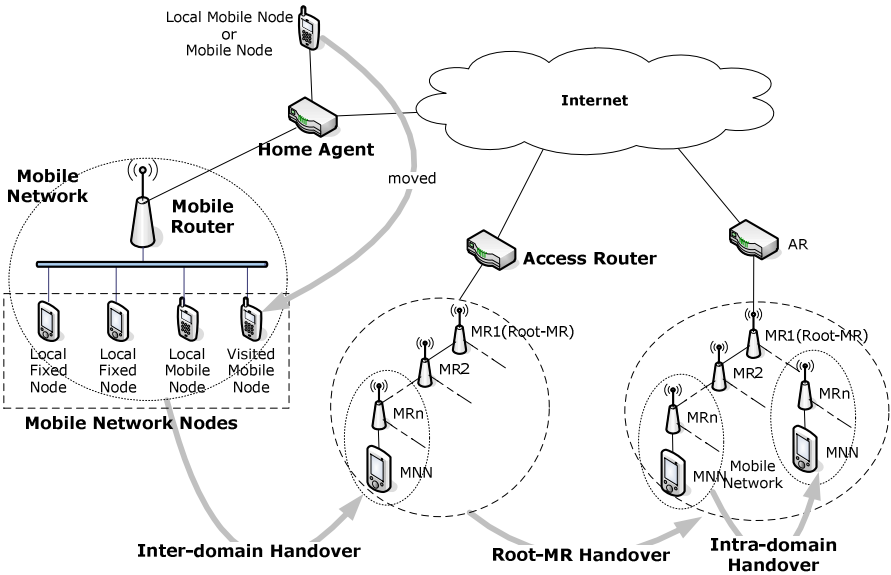 Local Mobile Node
or
Mobile Node
Internet
Home Agent
Mobile
Network
Mobile
Router
moved
Access Router
AR
Local
Fixed
Node
Local
Fixed
Node
Local
Mobile
Node
Visited
Mobile
Node
Mobile Network Nodes
MR1(Root-MR)
MR2
MRn
MNN
MR1(Root-MR)
MR2
MRn
MNN
MRn
MNN
Mobile
Network
Inter-domain Handover
Root-MR Handover
Intra-domain
Handover